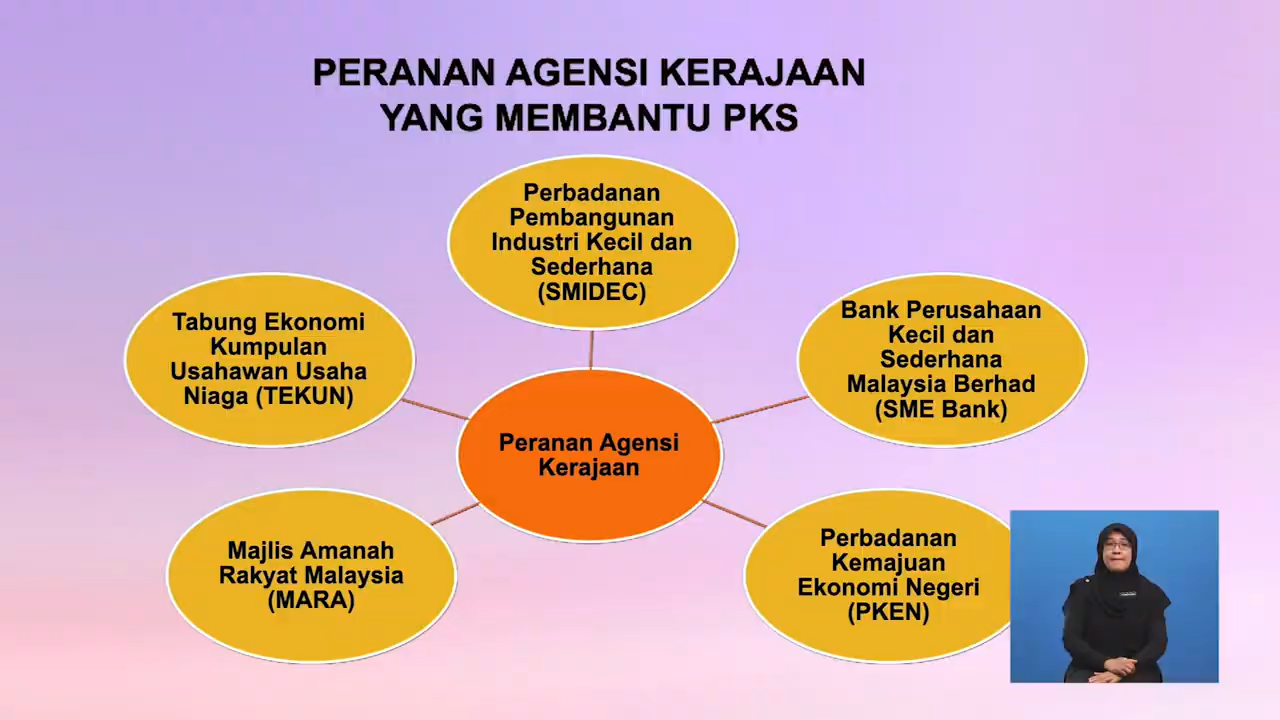 PERANAN AGENSI KERAJAAN
YANG MEMBANTU PKS
Perbadanan
Pembangunan
Industri Kecil dan
Sederhana
(SMIDEC)
Tabung Ekonomi
Kumpulan
Usahawan Usaha
Niaga (TEKUN)
Bank Perusahaan
Kecil dan
Sederhana
Malaysia Berhad
(SME Bank)
Peranan Agensi
Kerajaan
Majlis Amanah
Rakyat Malaysia
(MARA)
Perbadanan
Kemajuan
Ekonomi Negeri
(PKEN)